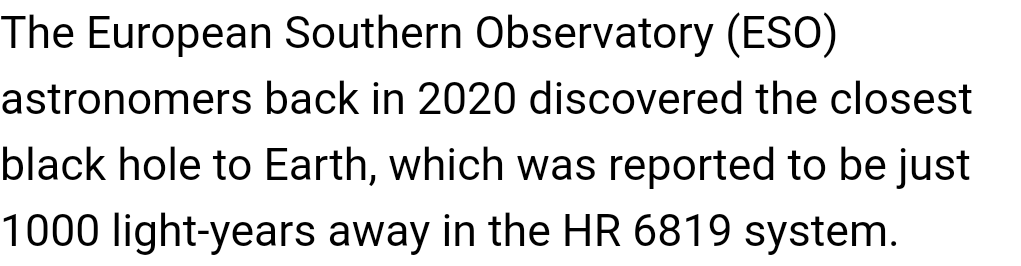 The European Southern Observatory (ESO)
astronomers back in 2020 discovered the closest
black hole to Earth, which was reported to be just
1000 light-years away in the HR 6819 system.